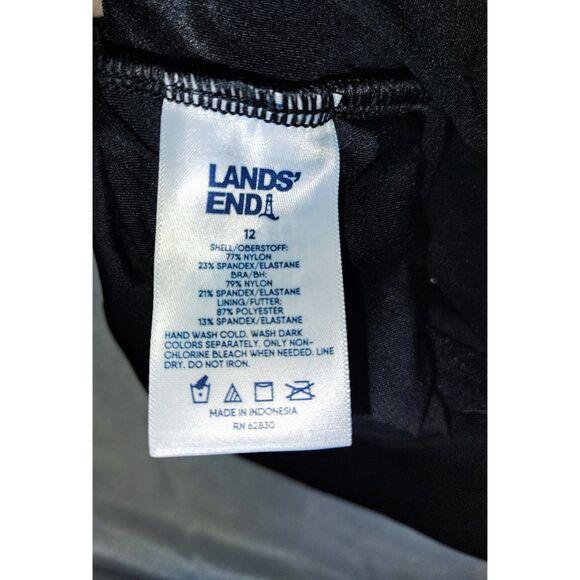 LANDS'
END
12
SHELL/OBERSTOFF:
77% NYLON
23% SPANDEX/ELASTANE
BRA/BH:
79% NYLON
21% SPANDEX/ELASTANE
LINING/FUTTER:
87% POLYESTER
13% SPANDEX/ELASTANE
HAND WASH COLD. WASH DARK
COLORS SEPARATELY. ONLY NON-
CHLORINE BLEACH WHEN NEEDED. LINE
DRY. DO NOT IRON.
MADE IN INDONESIA
RN 62830